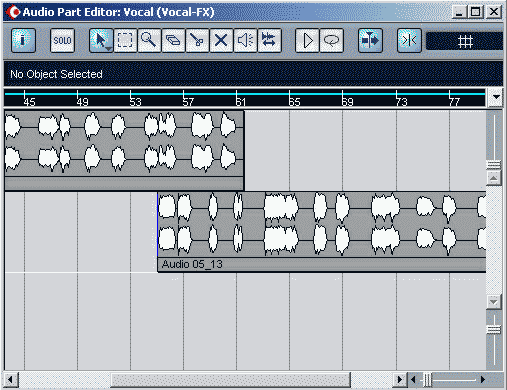 Audio Part Editor: Vocal (Vocal-FX)
i SOLO
No Object Selected
45 49 53 57 61 65 69 73 77
Audio 05_13